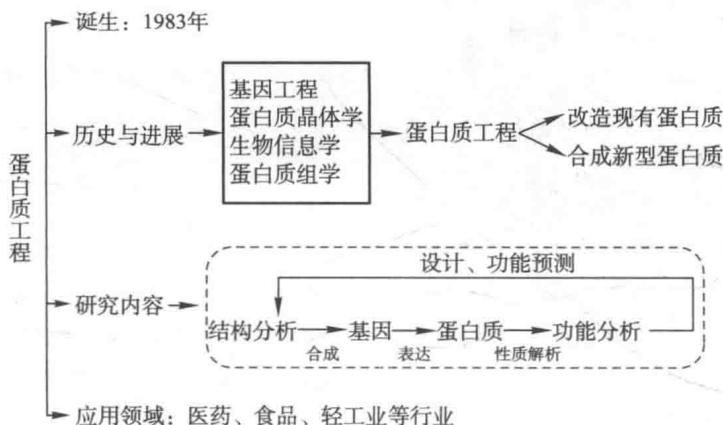 诞生：1983年
基因工程
蛋白质晶体学
生物信息学
蛋白质组学
历史与进展
蛋白质工程
改造现有蛋白质
合成新型蛋白质
蛋白质工程
设计、功能预测
研究内容
结构分析 基因 蛋白质 功能分析
合成 表达 性质解析
应用领域：医药、食品、轻工业等行业